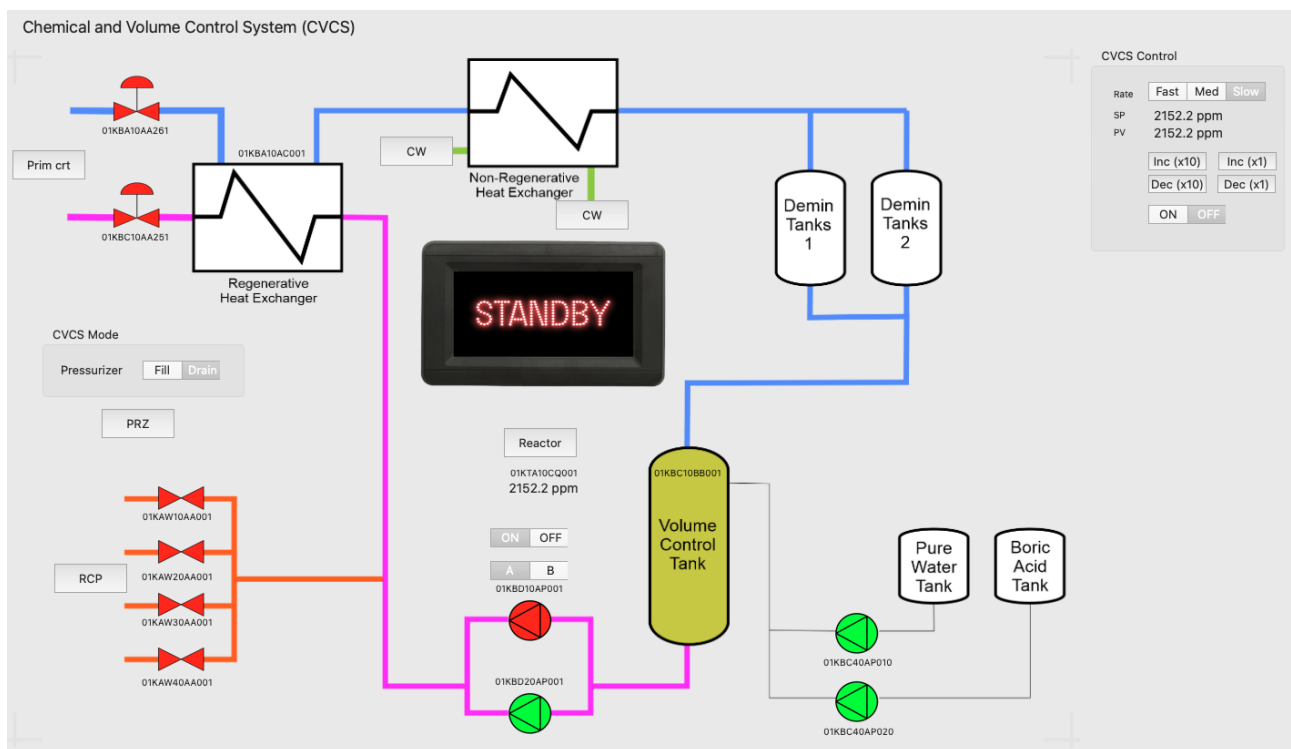 Chemical and Volume Control System (CVCS)
CVCS Control
Rate Fast Med Slow
SP 2152.2 ppm
PV 2152.2 ppm
Inc (x10) Inc (x1)
Dec (x10) Dec (x1)
ON OFF
01KBA10AA261
Prim crt
01KBC10AA251
01KBA10AC001
Regenerative
Heat Exchanger
CW
Non-Regenerative
Heat Exchanger
CW
Demin
Tanks
1
Demin
Tanks
2
STANDBY
CVCS Mode
Pressurizer Fill Drain
PRZ
Reactor
01KTA10CQ001
2152.2 ppm
ON OFF
A B
01KBD10AP001
01KBD20AP001
01KAW10AA001
01KAW20AA001
01KAW30AA001
01KAW40AA001
RCP
01KBC10BB001
Volume
Control
Tank
Pure
Water
Tank
Boric
Acid
Tank
01KBC40AP010
01KBC40AP020